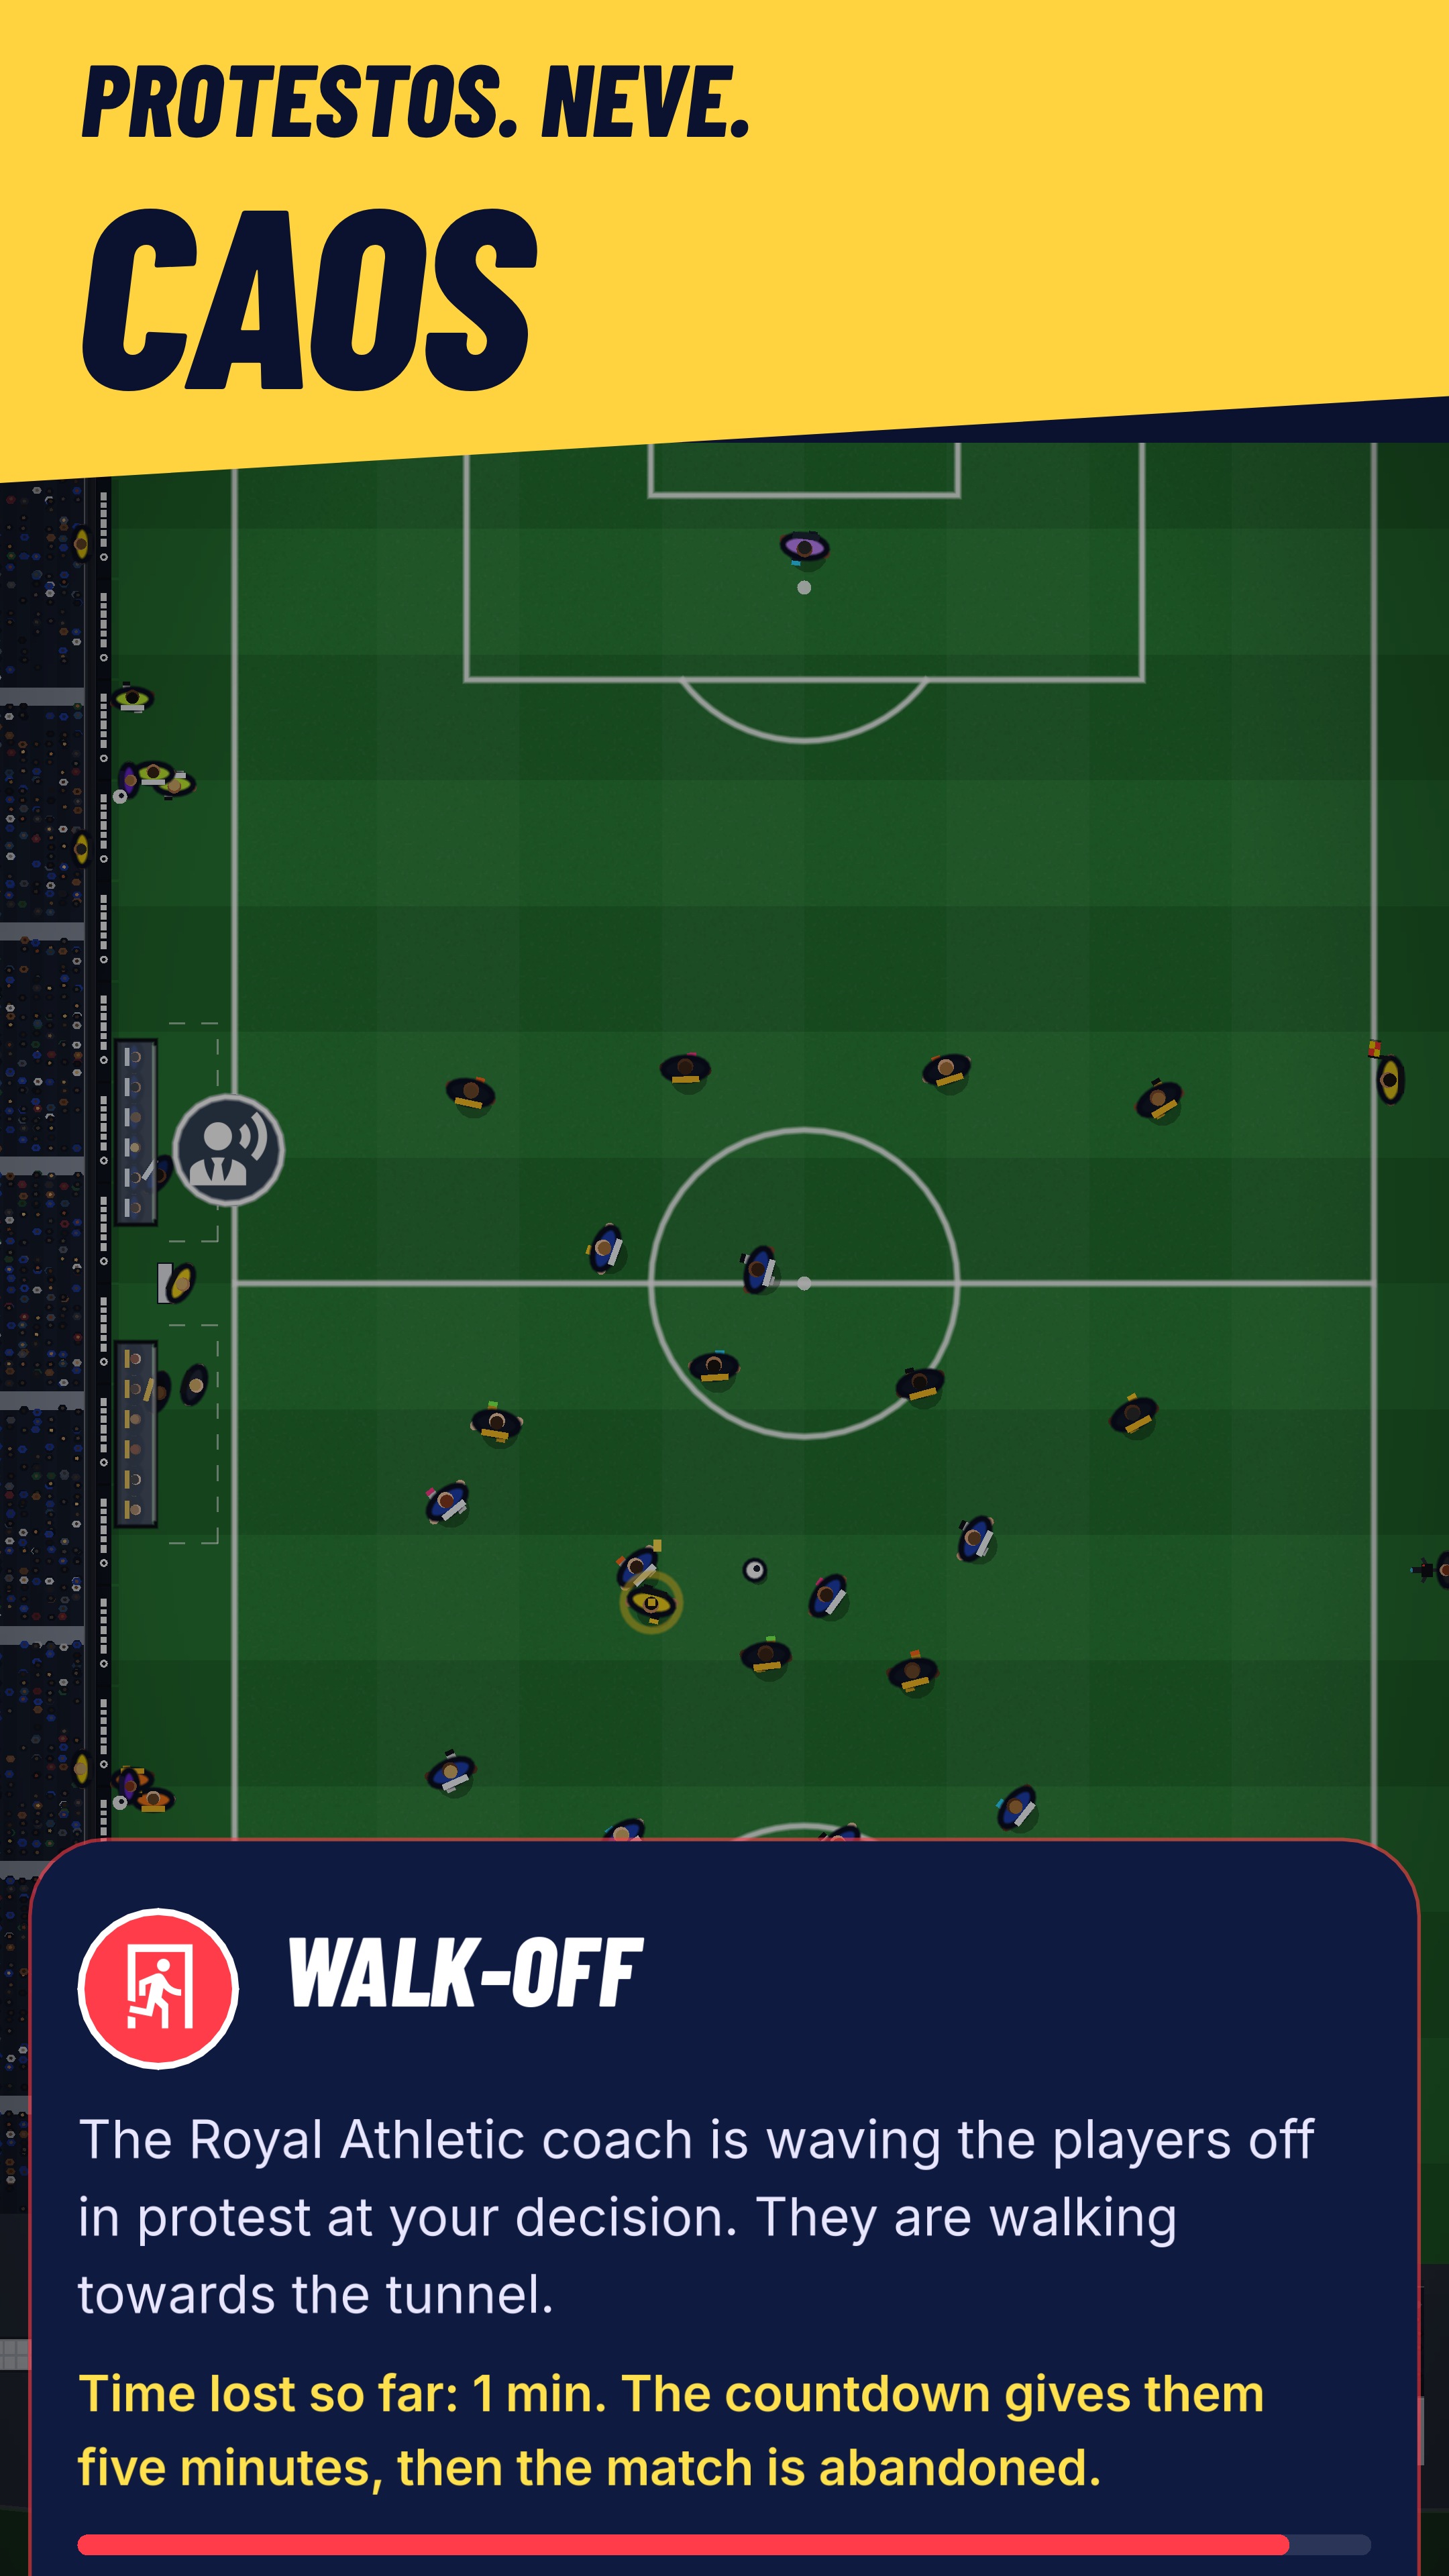 PROTESTOS. NEVE.
CAOS
WALK-OFF
The Royal Athletic coach is waving the players off
in protest at your decision. They are walking
towards the tunnel.
Time lost so far: 1 min. The countdown gives them
five minutes, then the match is abandoned.